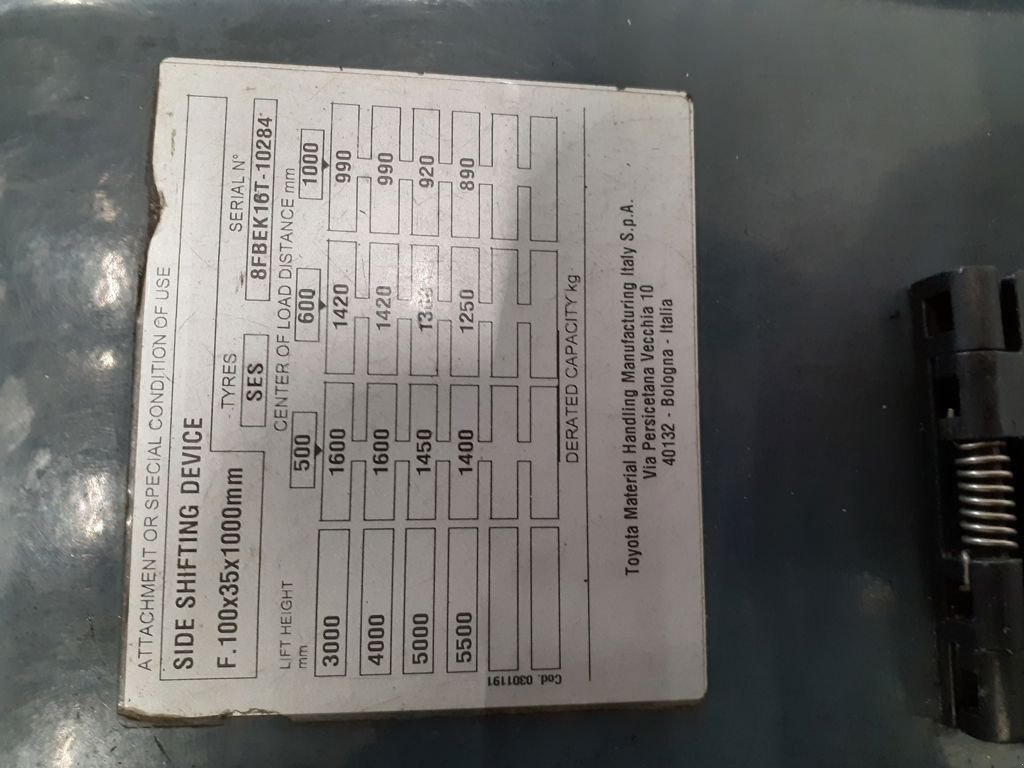 ATTACHMENT OR SPECIAL CONDITION OF USE
SIDE SHIFTING DEVICE
F.100x35x1000mm
TYRES
SES
SERIAL N°
8FBEK16T-10284
CENTER OF LOAD DISTANCE mm
LIFT HEIGHT
mm
500 600 1000
3000 1600 1420 990
4000 1600 1420 990
5000 1450 920
5500 1400 1250 890
DERATED CAPACITY kg
Cod. 0301191
Toyota Material Handling Manufacturing Italy S.p.A.
Via Persicetana Vecchia 10
40132 - Bologna - Italia